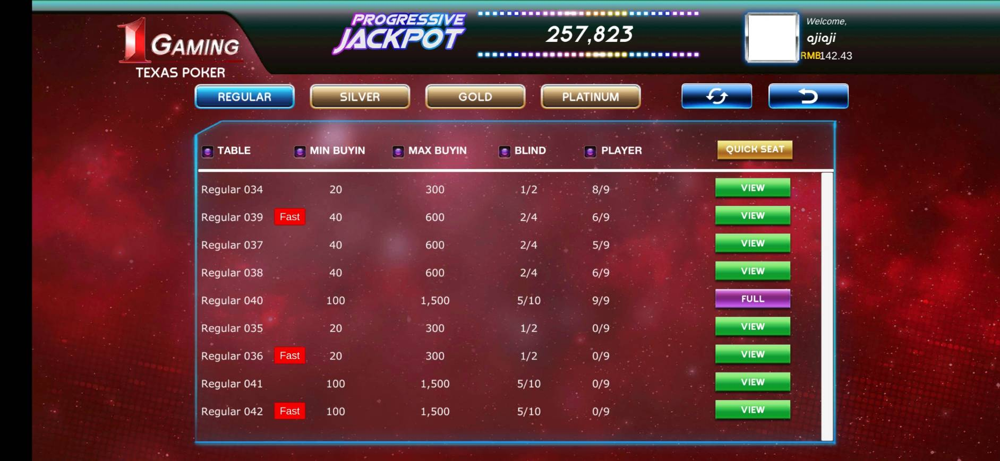 1 GAMING
TEXAS POKER
PROGRESSIVE
JACKPOT
257,823
Welcome,
ajiaji
RMB142.43
REGULAR SILVER GOLD PLATINUM
TABLE MIN BUYIN MAX BUYIN BLIND PLAYER QUICK SEAT
Regular 034 20 300 1/2 8/9 VIEW
Regular 039 Fast 40 600 2/4 6/9 VIEW
Regular 037 40 600 2/4 5/9 VIEW
Regular 038 40 600 2/4 6/9 VIEW
Regular 040 100 1,500 5/10 9/9 FULL
Regular 035 20 300 1/2 0/9 VIEW
Regular 036 Fast 20 300 1/2 0/9 VIEW
Regular 041 100 1,500 5/10 0/9 VIEW
Regular 042 Fast 100 1,500 5/10 0/9 VIEW